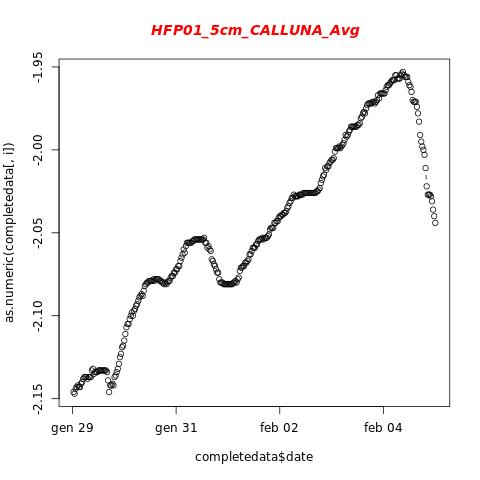 HFP01_5cm_CALLUNA_Avg
as.numeric(completedata[, i])
-1.95
-2.00
-2.05
-2.10
-2.15
gen 29
gen 31
feb 02
feb 04
completedata$date